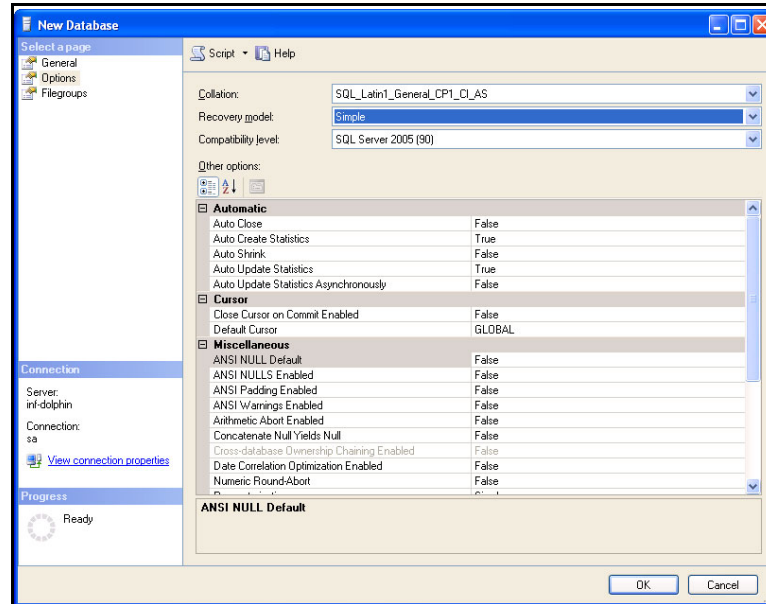 New Database
Select a page
General
Options
Filegroups
Script Help
Collation: SQL_Latin1_General_CP1_CI_AS
Recovery model: Simple
Compatibility level: SQL Server 2005 (90)
Other options:
Automatic
Auto Close False
Auto Create Statistics True
Auto Shrink False
Auto Update Statistics True
Auto Update Statistics Asynchronously False
Cursor
Close Cursor on Commit Enabled False
Default Cursor GLOBAL
Miscellaneous
ANSI NULL Default False
ANSI NULLS Enabled False
ANSI Padding Enabled False
ANSI Warnings Enabled False
Arithmetic Abort Enabled False
Concatenate Null Yields Null False
Cross-database Ownership Chaining Enabled False
Date Correlation Optimization Enabled False
Numeric Round-Abort False
ANSI NULL Default
Connection
Server:
inf-dolphin
Connection:
sa
View connection properties
Progress
Ready
OK Cancel